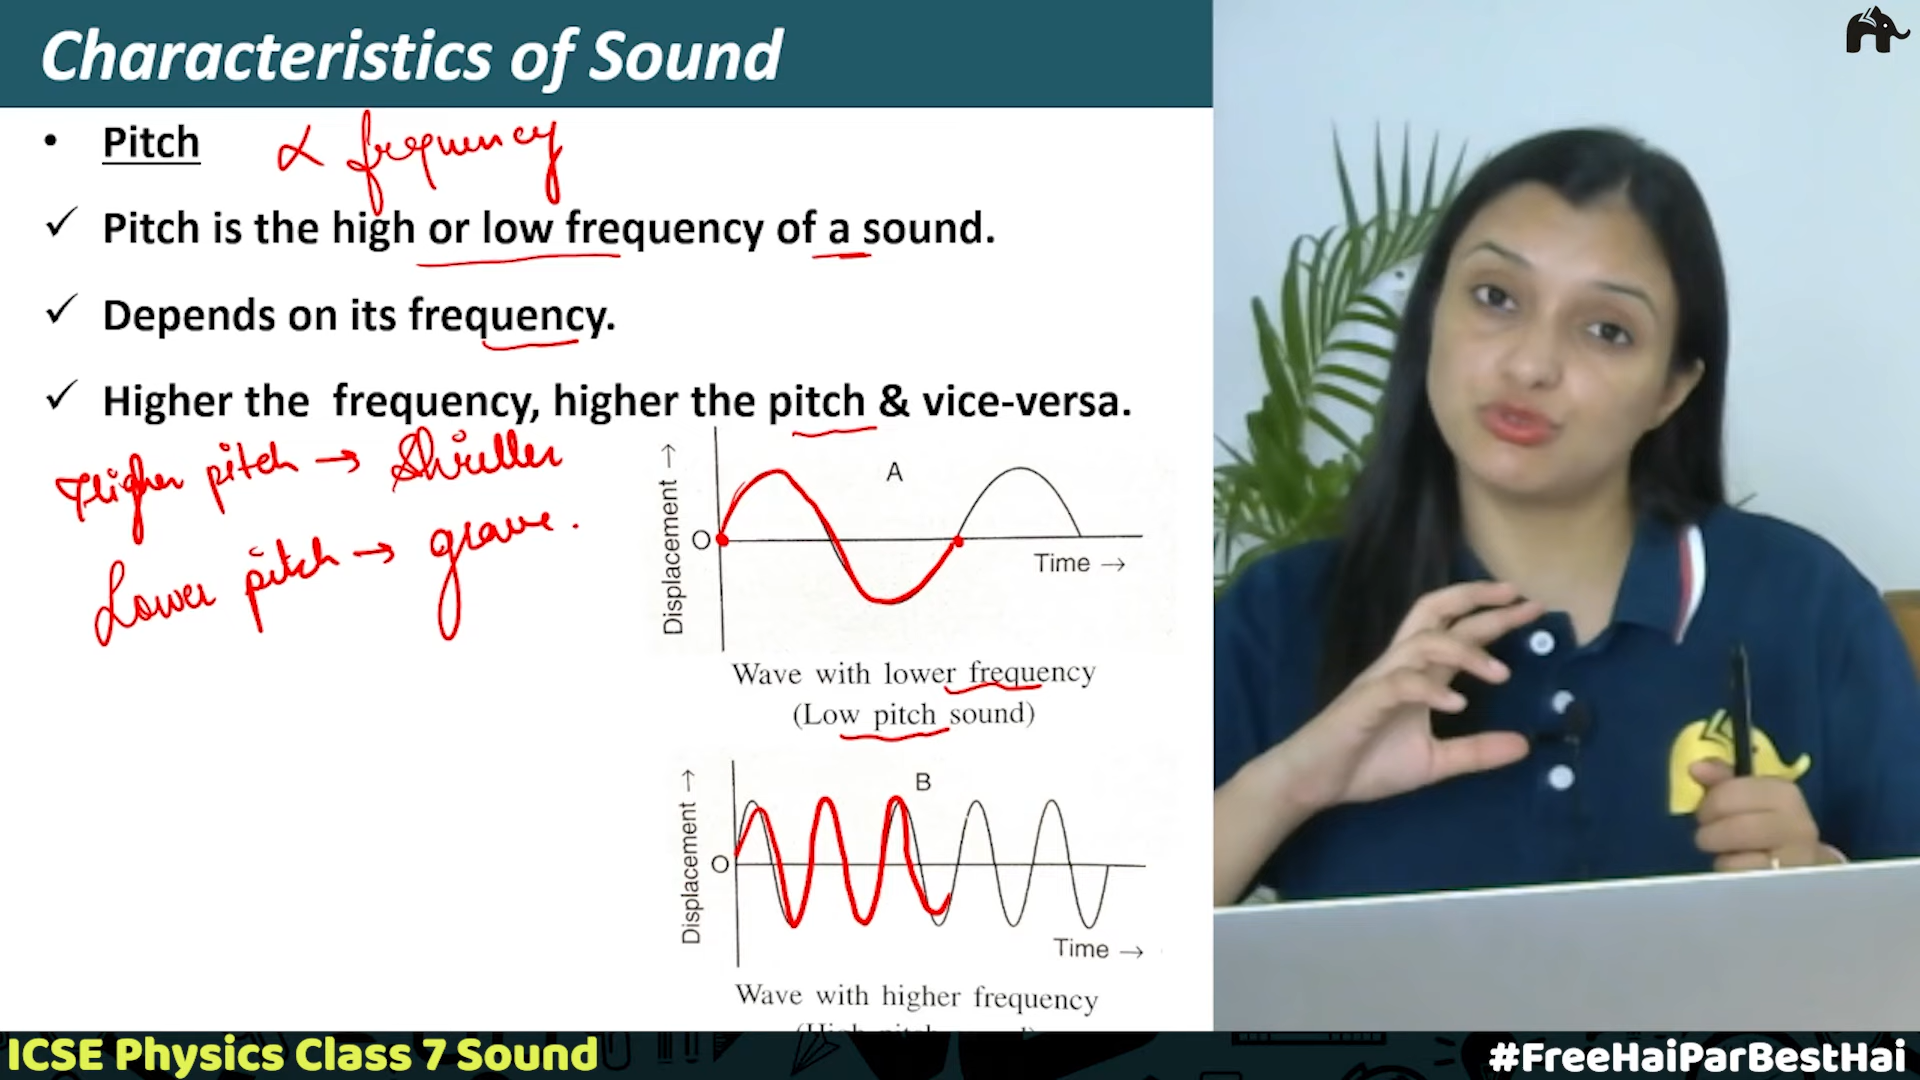 Characteristics of Sound
• Pitch ∝ frequency
✓ Pitch is the high or low frequency of a sound.
✓ Depends on its frequency.
✓ Higher the frequency, higher the pitch & vice-versa.
Higher pitch → Shriller
Lower pitch → grave.
Displacement →
A
O
Time →
Wave with lower frequency
(Low pitch sound)
Displacement →
B
O
Time →
Wave with higher frequency
ICSE Physics Class 7 Sound
#FreeHaiParBestHai